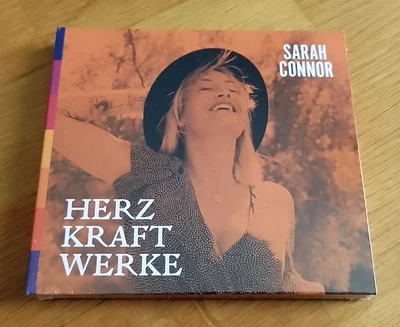 SARAH
CONNOR
HERZ
KRAFT
WERKE